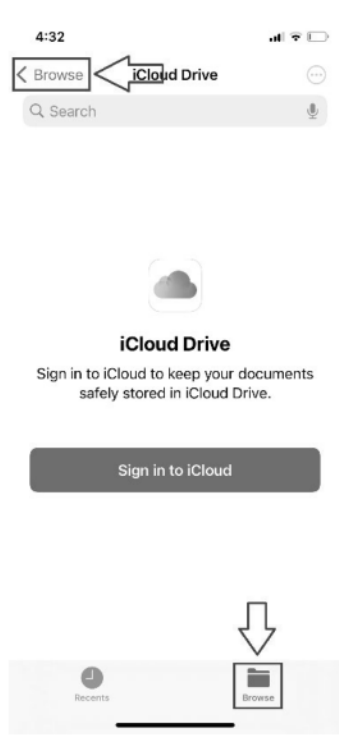 4:32
Browse
iCloud Drive
Search
iCloud Drive
Sign in to iCloud to keep your documents
safely stored in iCloud Drive.
Sign in to iCloud
Recents
Browse